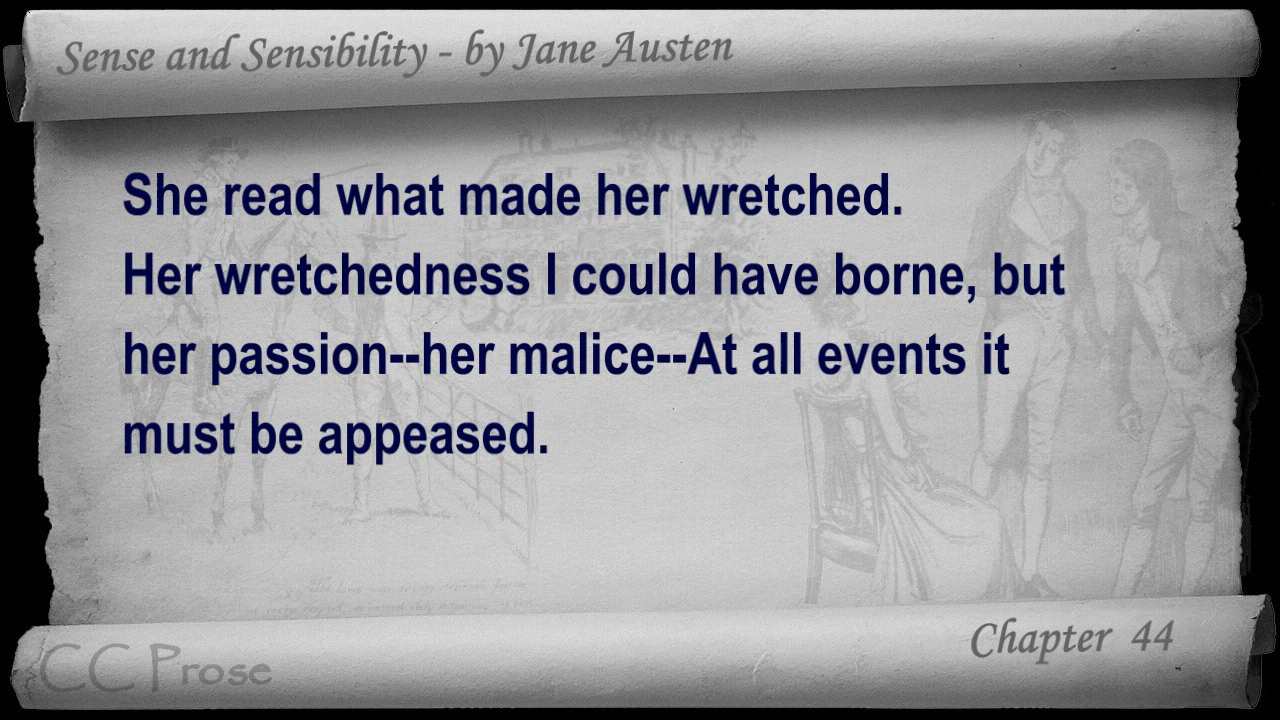 Sense and Sensibility - by Jane Austen
She read what made her wretched.
Her wretchedness I could have borne, but
her passion--her malice--At all events it
must be appeased.
Chapter 44
CC Prose